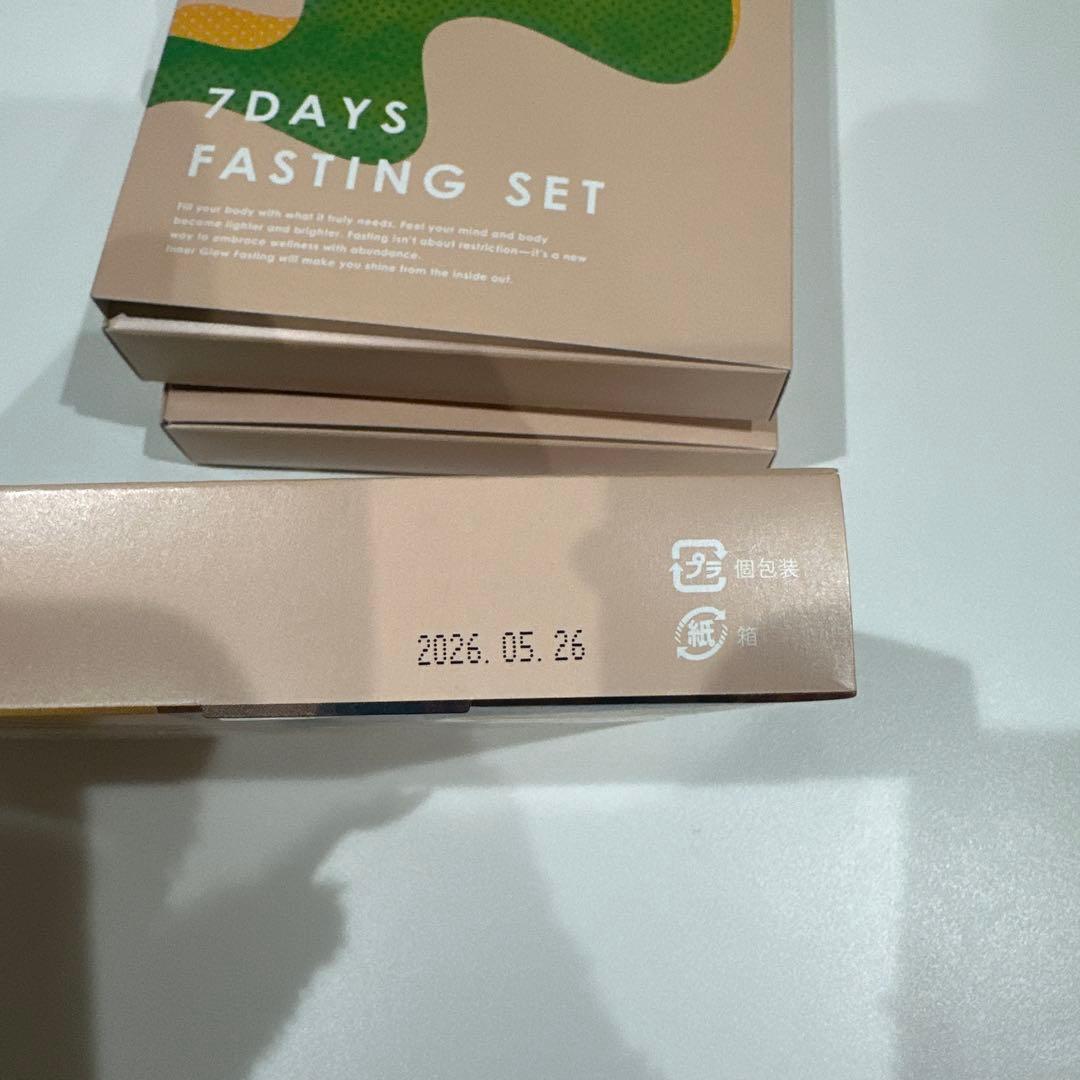 7DAYS
FASTING SET
Fill your body with what it truly needs. Feel your mind and body
become lighter and brighter. Fasting isn't about restriction—it's a new
way to embrace wellness with abundance.
Inner Glow Fasting will make you shine from the inside out.
プラ 個包装
紙 箱
2026.05.26